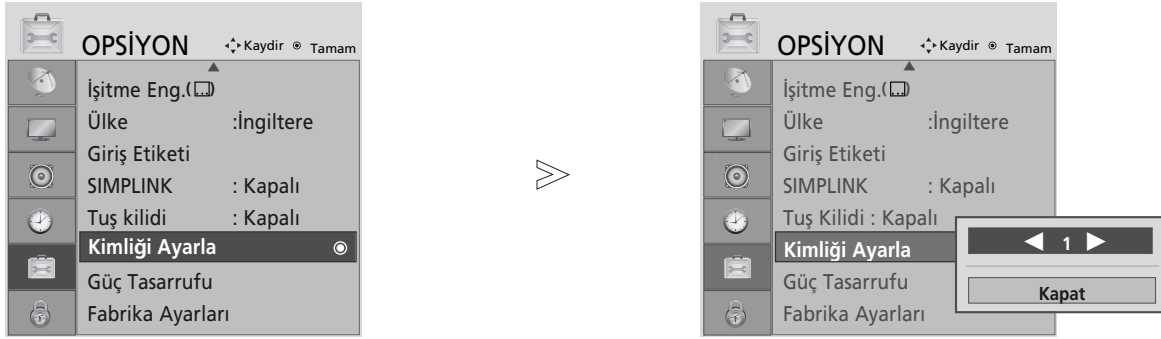 OPSİYON Kaydir Tamam
İşitme Eng.
Ülke :İngiltere
Giriş Etiketi
SIMPLINK : Kapalı
Tuş kilidi : Kapalı
Kimliği Ayarla
Güç Tasarrufu
Fabrika Ayarları
OPSİYON Kaydir Tamam
İşitme Eng.
Ülke :İngiltere
Giriş Etiketi
SIMPLINK : Kapalı
Tuş Kilidi : Kapalı
Kimliği Ayarla
Güç Tasarrufu
Fabrika Ayarları
1
Kapat